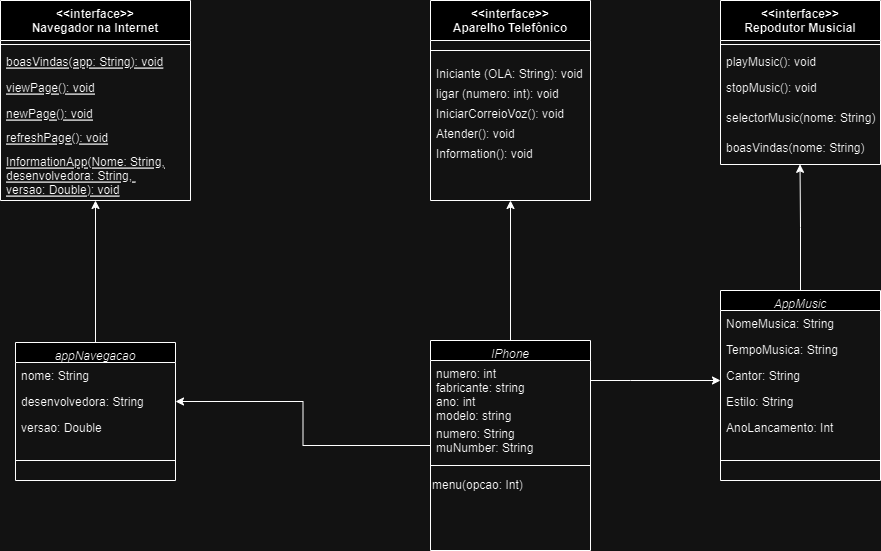 <<interface>>
Navegador na Internet
boasVindas(app: String): void
viewPage(): void
newPage(): void
refreshPage(): void
InformationApp(Nome: String,
desenvolvedora: String,
versao: Double): void
<<interface>>
Aparelho Telefônico
Iniciante (OLA: String): void
ligar (numero: int): void
IniciarCorreioVoz(): void
Atender(): void
Information(): void
<<interface>>
Repodutor Musicial
playMusic(): void
stopMusic(): void
selectorMusic(nome: String)
boasVindas(nome: String)
appNavegacao
nome: String
desenvolvedora: String
versao: Double
IPhone
numero: int
fabricante: string
ano: int
modelo: string
numero: String
muNumber: String
menu(opcao: Int)
AppMusic
NomeMusica: String
TempoMusica: String
Cantor: String
Estilo: String
AnoLancamento: Int